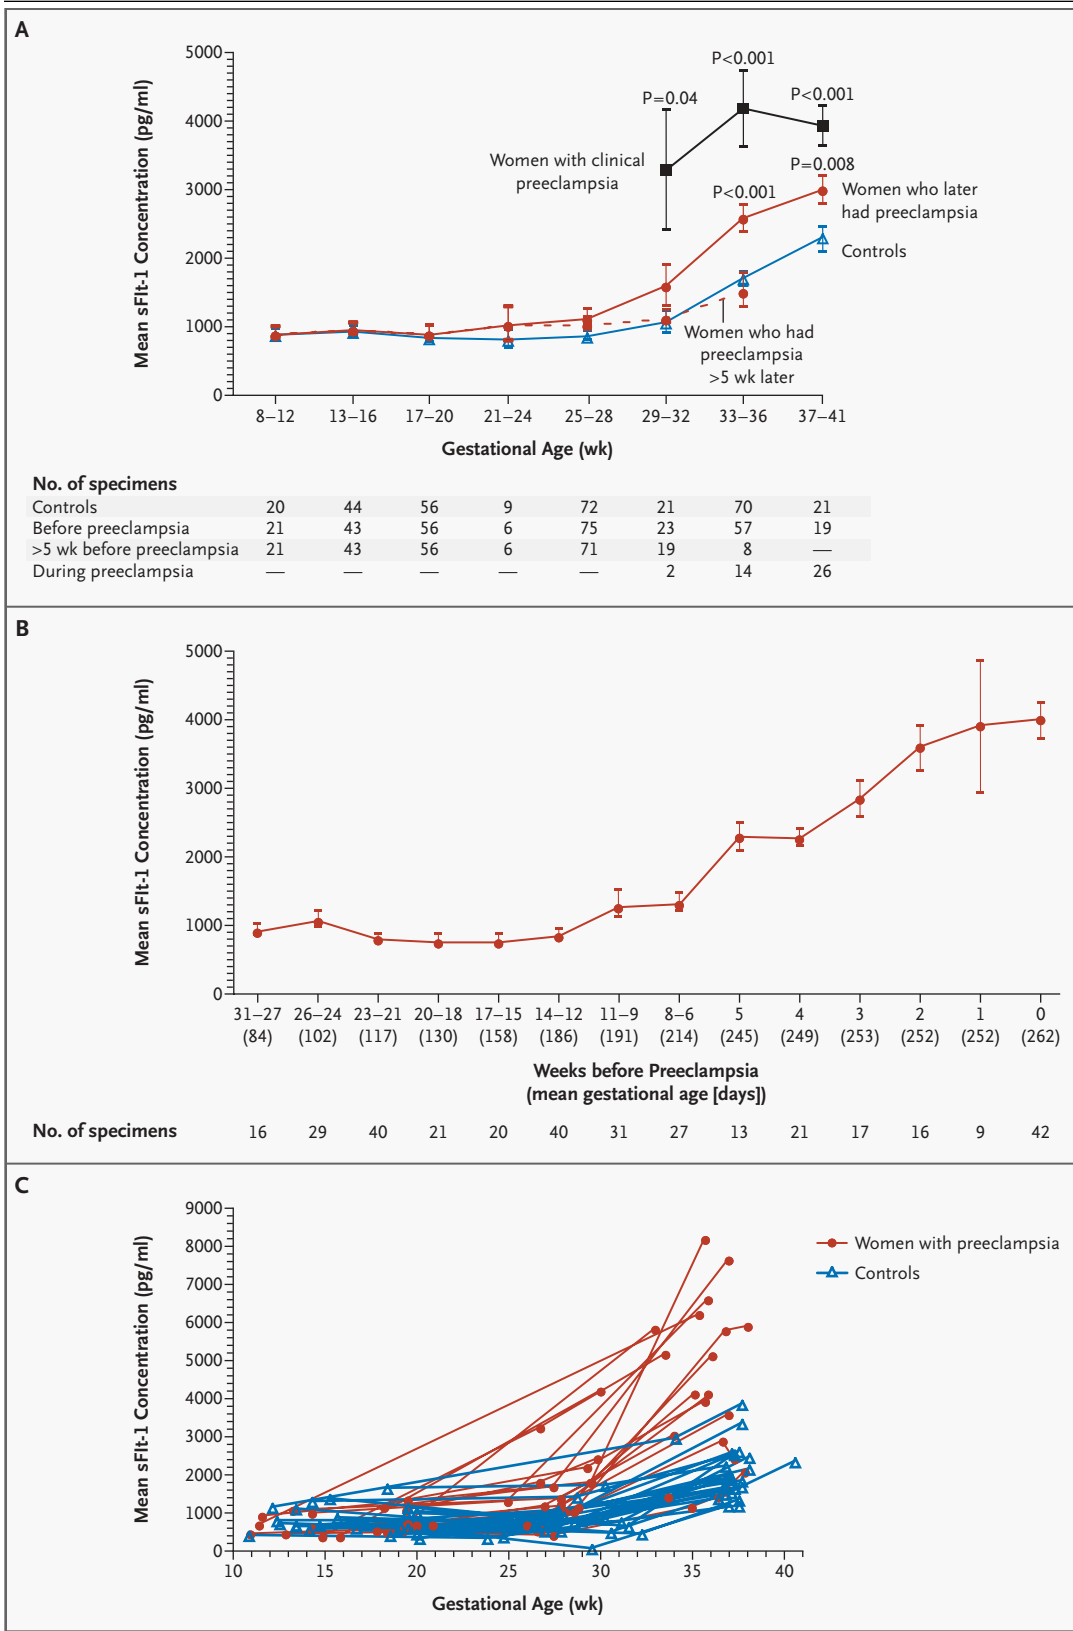 A
5000
4000
3000
2000
1000
0
Mean sFlt-1 Concentration (pg/ml)
P=0.04
P<0.001
P<0.001
P<0.001
P=0.008
Women with clinical
preeclampsia
Women who later
had preeclampsia
Controls
Women who had
preeclampsia
>5 wk later
8–12 13–16 17–20 21–24 25–28 29–32 33–36 37–41
Gestational Age (wk)
No. of specimens
Controls 20 44 56 9 72 21 70 21
Before preeclampsia 21 43 56 6 75 23 57 19
>5 wk before preeclampsia 21 43 56 6 71 19 8 —
During preeclampsia — — — — — 2 14 26
B
5000
4000
3000
2000
1000
0
Mean sFlt-1 Concentration (pg/ml)
31–27 26–24 23–21 20–18 17–15 14–12 11–9 8–6 5 4 3 2 1 0
(84) (102) (117) (130) (158) (186) (191) (214) (245) (249) (253) (252) (252) (262)
Weeks before Preeclampsia
(mean gestational age [days])
No. of specimens 16 29 40 21 20 40 31 27 13 21 17 16 9 42
C
9000
8000
7000
6000
5000
4000
3000
2000
1000
0
Mean sFlt-1 Concentration (pg/ml)
Women with preeclampsia
Controls
10 15 20 25 30 35 40
Gestational Age (wk)